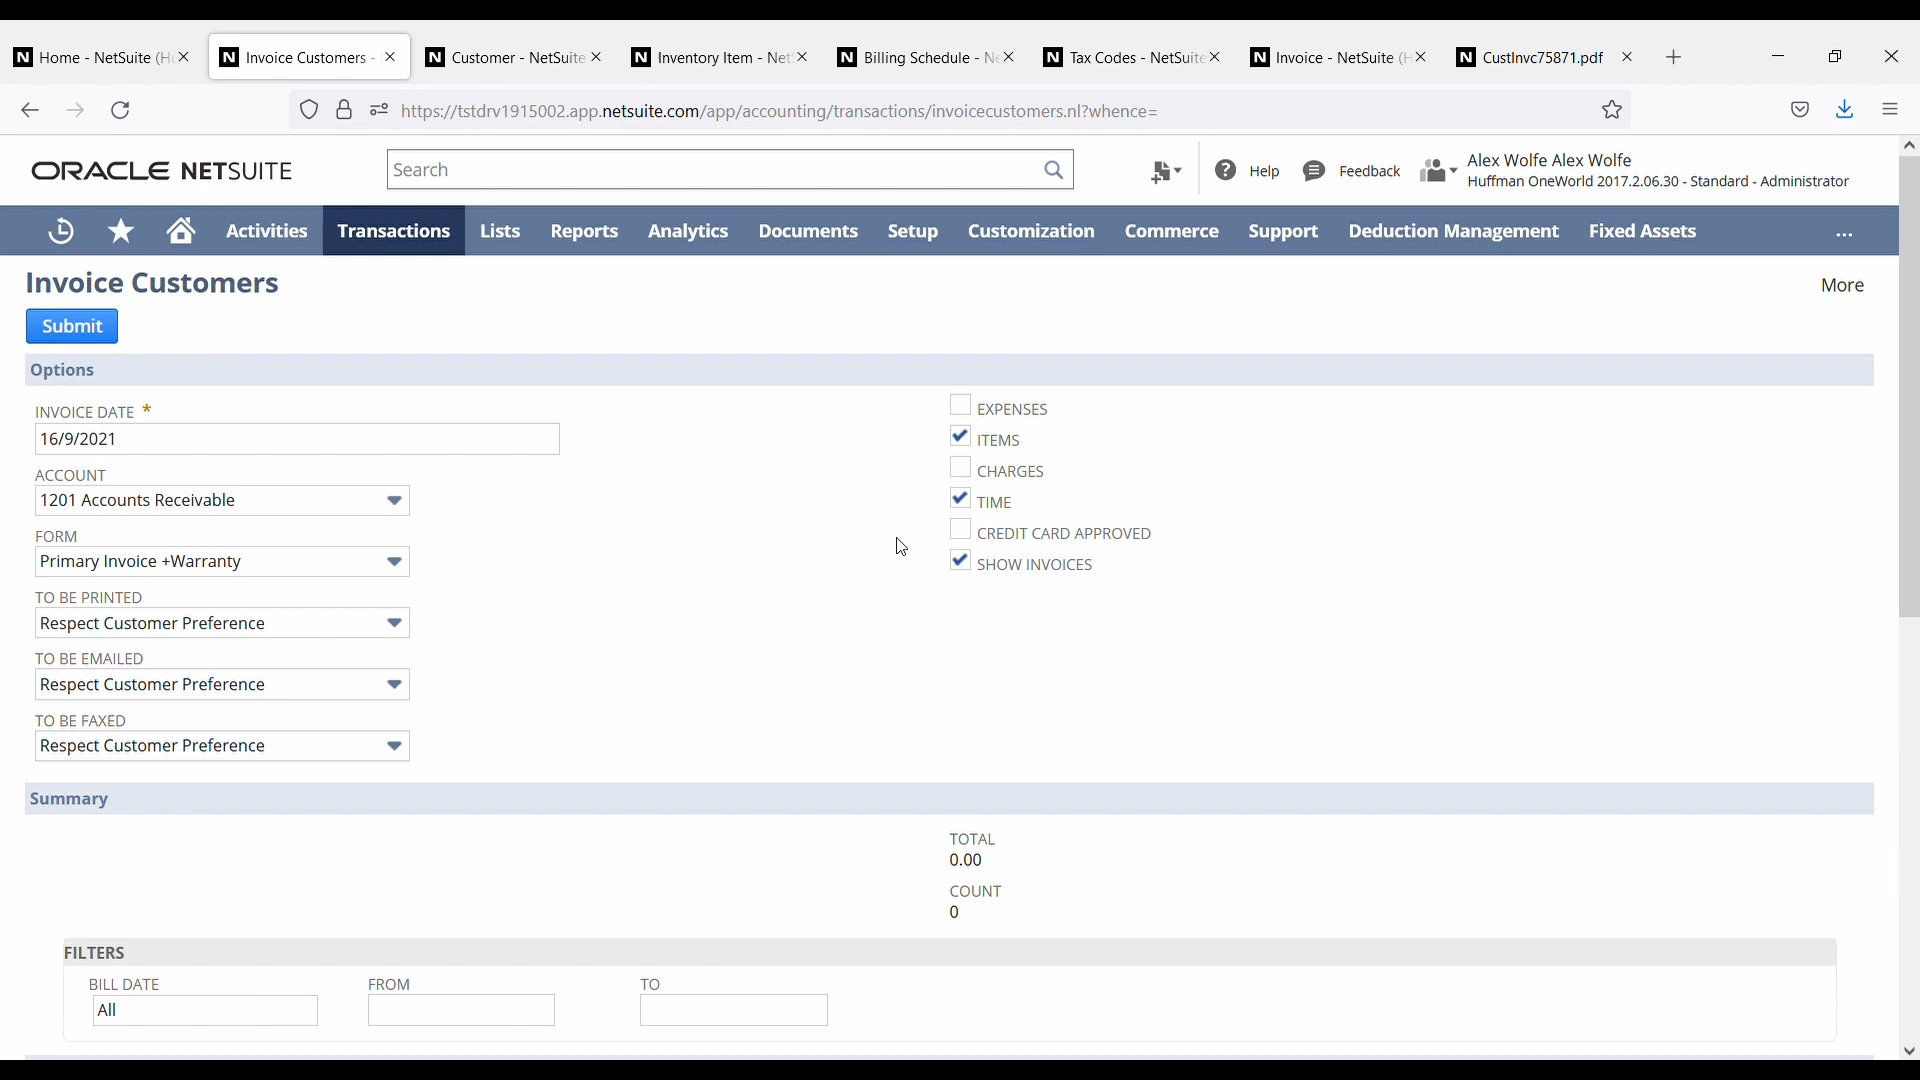 Home - NetSuite (H
Invoice Customers -
Customer - NetSuite
Inventory Item - Net
Billing Schedule - Ne
Tax Codes - NetSuite
Invoice - NetSuite (H
CustInvc75871.pdf
https://tstdrv1915002.app.netsuite.com/app/accounting/transactions/invoicecustomers.nl?whence=
ORACLE NETSUITE
Search
Help
Feedback
Alex Wolfe Alex Wolfe
Huffman OneWorld 2017.2.06.30 - Standard - Administrator
Activities
Transactions
Lists
Reports
Analytics
Documents
Setup
Customization
Commerce
Support
Deduction Management
Fixed Assets
...
Invoice Customers
More
Submit
Options
INVOICE DATE *
16/9/2021
ACCOUNT
1201 Accounts Receivable
FORM
Primary Invoice +Warranty
TO BE PRINTED
Respect Customer Preference
TO BE EMAILED
Respect Customer Preference
TO BE FAXED
Respect Customer Preference
EXPENSES
ITEMS
CHARGES
TIME
CREDIT CARD APPROVED
SHOW INVOICES
Summary
TOTAL
0.00
COUNT
0
FILTERS
BILL DATE
All
FROM
TO